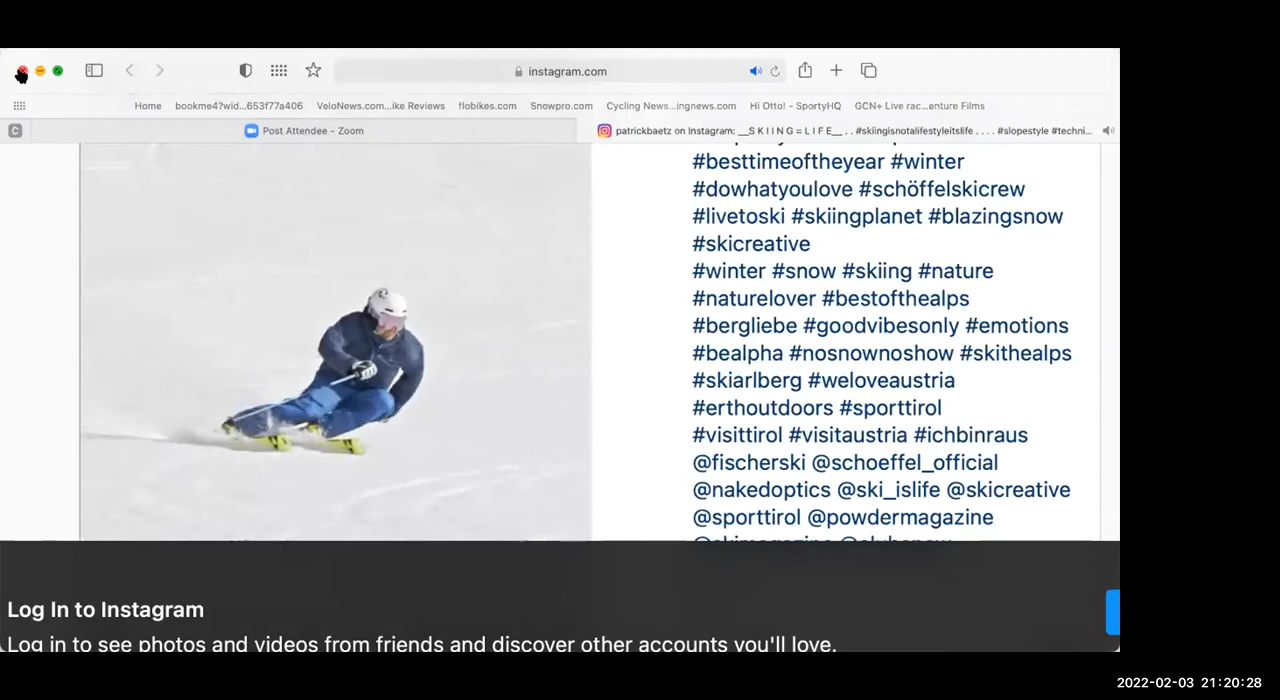 instagram.com
Home bookme4?wid...653f77a406 VeloNews.com...ike Reviews flobikes.com Snowpro.com Cycling News...ingnews.com Hi Otto! - SportyHQ GCN+ Live rac...enture Films
C Post Attendee - Zoom patrickbaetz on Instagram: __S K I I N G = L I F E__ . . #skiingisnotalifestyleitslife . . . . #slopestyle #techni...
#besttimeoftheyear #winter
#dowhatyoulove #schöffelskicrew
#livetoski #skiingplanet #blazingsnow
#skicreative
#winter #snow #skiing #nature
#naturelover #bestofthealps
#bergliebe #goodvibesonly #emotions
#bealpha #nosnownoshow #skithealps
#skiarlberg #weloveaustria
#erthoutdoors #sporttirol
#visittirol #visitaustria #ichbinraus
@fischerski @schoeffel_official
@nakedoptics @ski_islife @skicreative
@sporttirol @powdermagazine
Log In to Instagram
Log in to see photos and videos from friends and discover other accounts you'll love.
2022-02-03 21:20:28